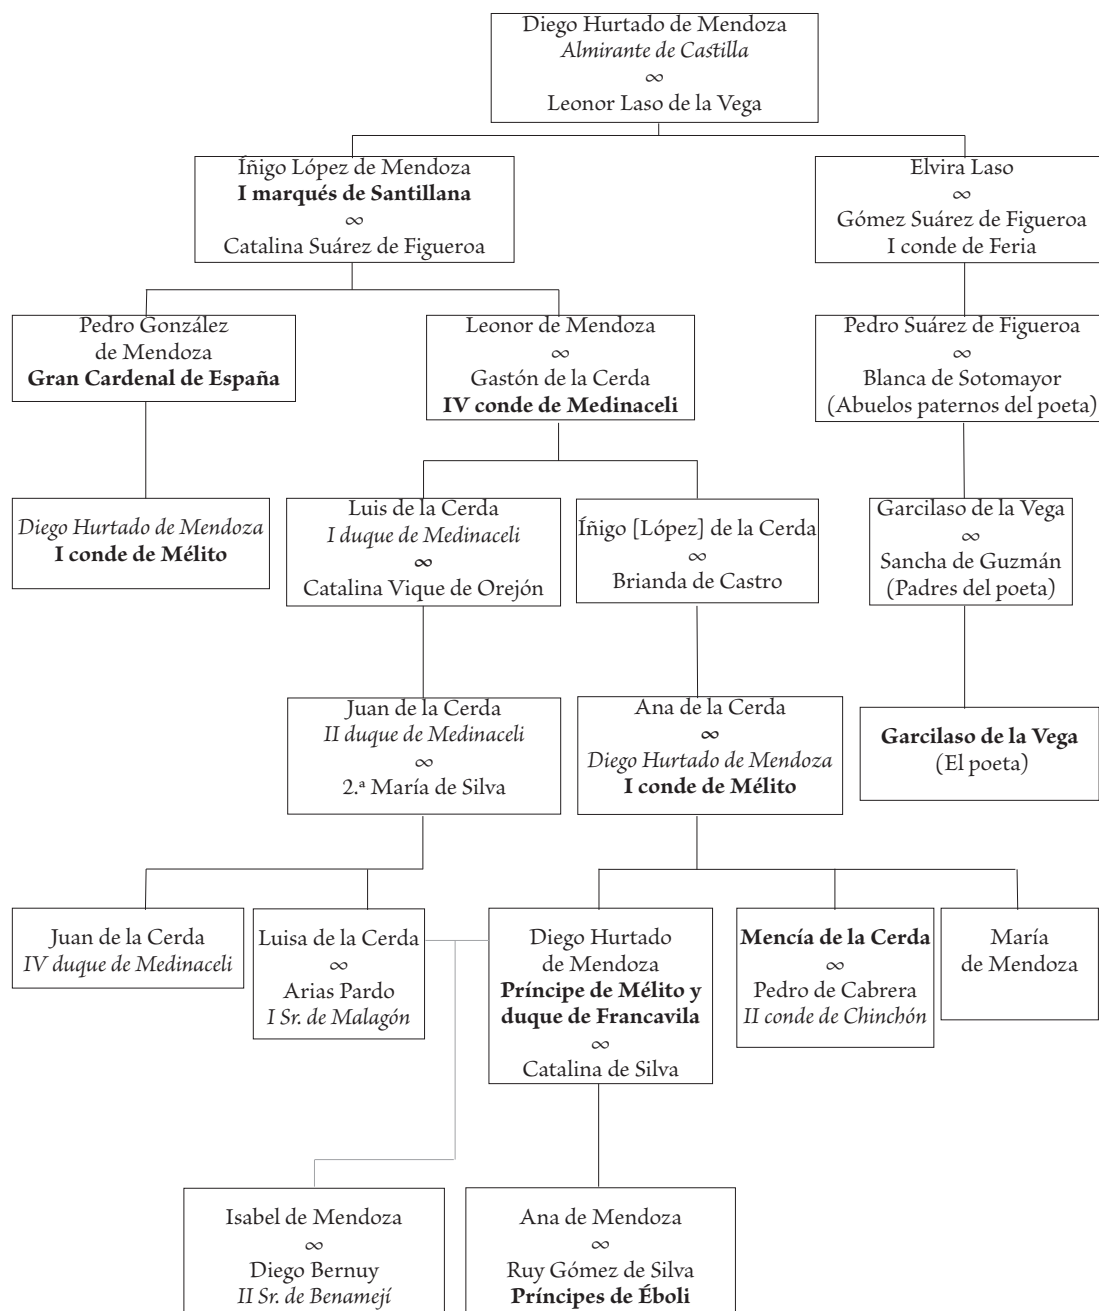 Diego Hurtado de Mendoza
Almirante de Castilla
∞
Leonor Laso de la Vega
Íñigo López de Mendoza
I marqués de Santillana
∞
Catalina Suárez de Figueroa
Elvira Laso
∞
Gómez Suárez de Figueroa
I conde de Feria
Pedro González
de Mendoza
Gran Cardenal de España
Leonor de Mendoza
∞
Gastón de la Cerda
IV conde de Medinaceli
Pedro Suárez de Figueroa
∞
Blanca de Sotomayor
(Abuelos paternos del poeta)
Diego Hurtado de Mendoza
I conde de Mélito
Luis de la Cerda
I duque de Medinaceli
∞
Catalina Vique de Orejón
Íñigo [López] de la Cerda
∞
Brianda de Castro
Garcilaso de la Vega
∞
Sancha de Guzmán
(Padres del poeta)
Juan de la Cerda
II duque de Medinaceli
∞
2.ª María de Silva
Ana de la Cerda
∞
Diego Hurtado de Mendoza
I conde de Mélito
Garcilaso de la Vega
(El poeta)
Juan de la Cerda
IV duque de Medinaceli
Luisa de la Cerda
∞
Arias Pardo
I Sr. de Malagón
Diego Hurtado
de Mendoza
Príncipe de Mélito y
duque de Francavila
∞
Catalina de Silva
Mencía de la Cerda
∞
Pedro de Cabrera
II conde de Chinchón
María
de Mendoza
Isabel de Mendoza
∞
Diego Bernuy
II Sr. de Benamejí
Ana de Mendoza
∞
Ruy Gómez de Silva
Príncipes de Éboli